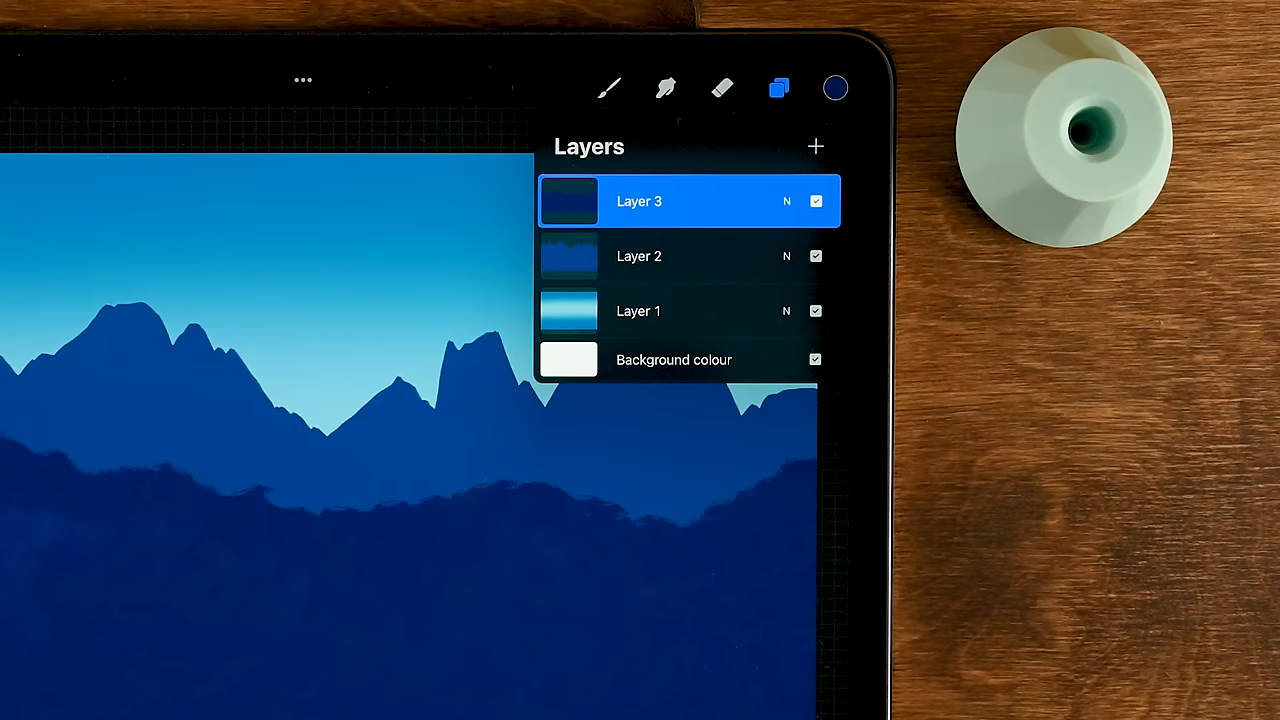 Layers
Layer 3 N
Layer 2 N
Layer 1 N
Background colour